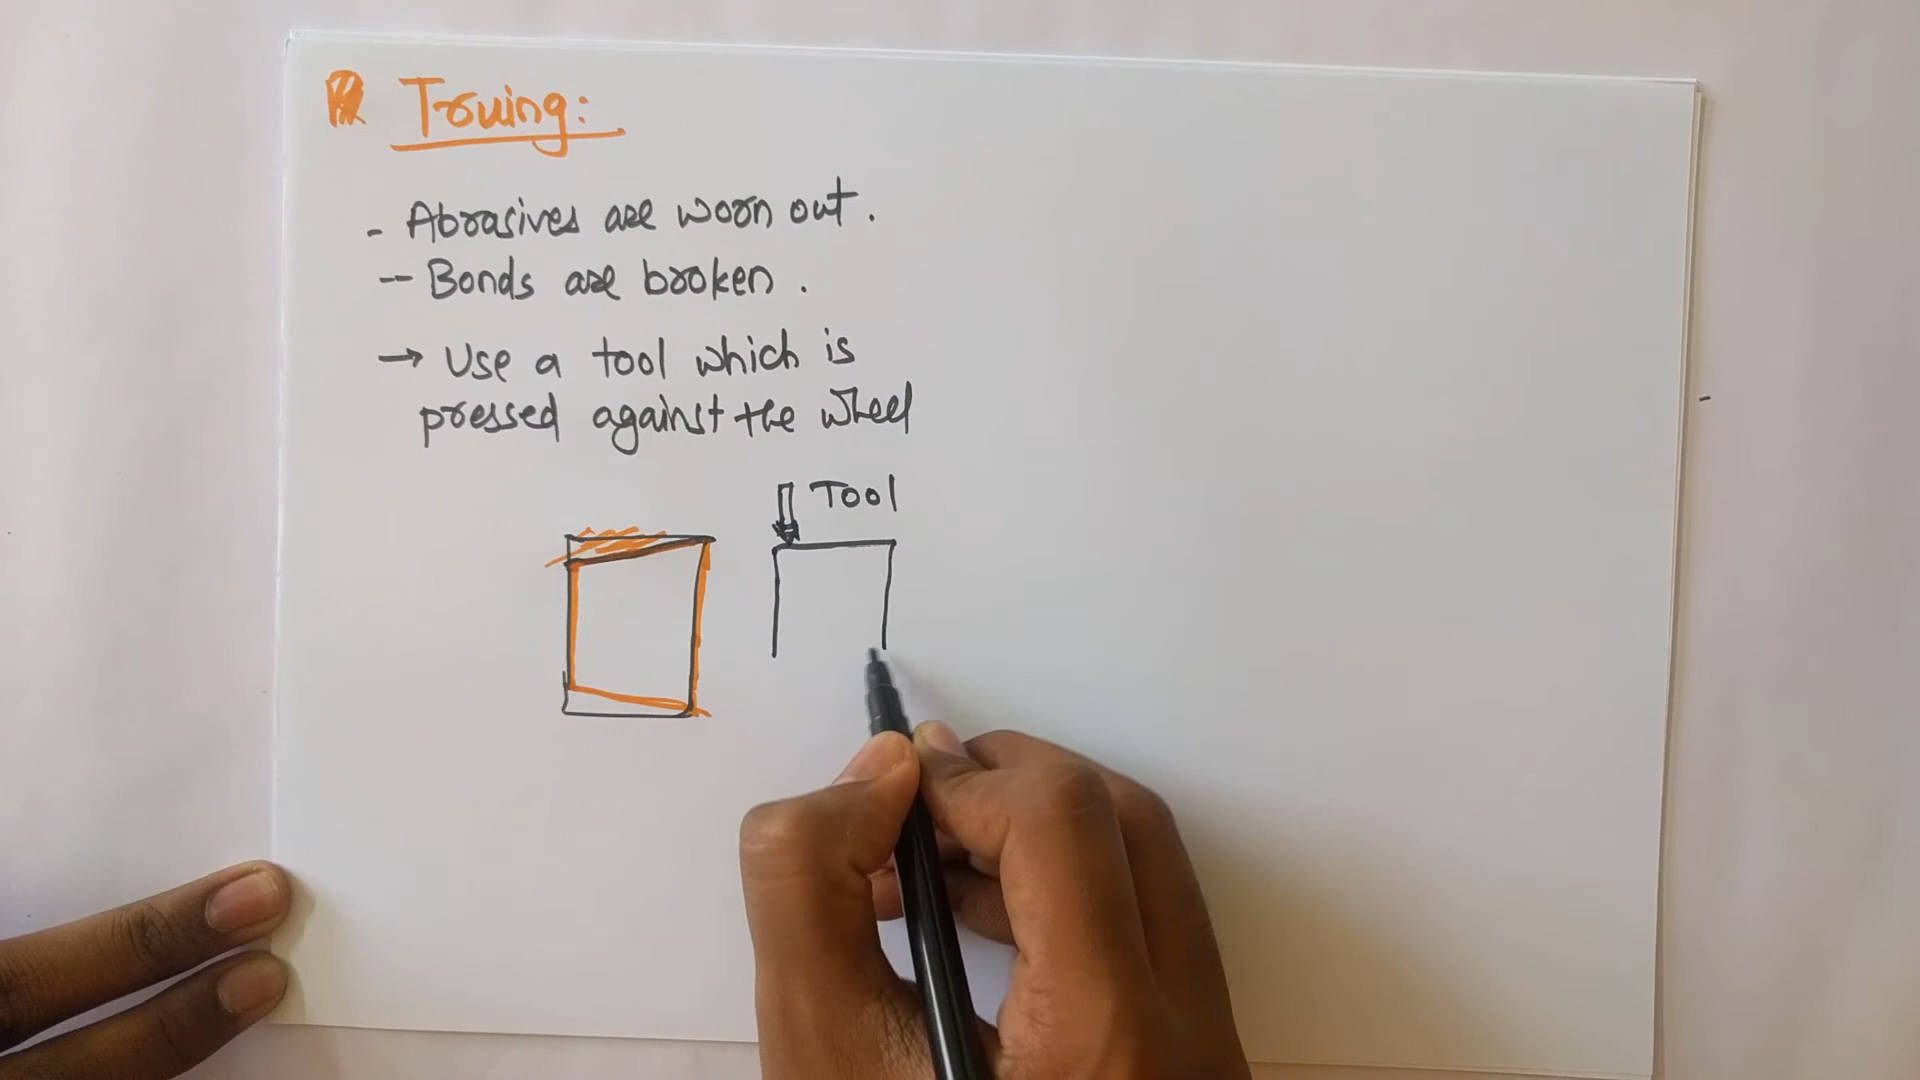 Truing:
- Abrasives are worn out.
- Bonds are broken.
→ Use a tool which is
pressed against the wheel
Tool